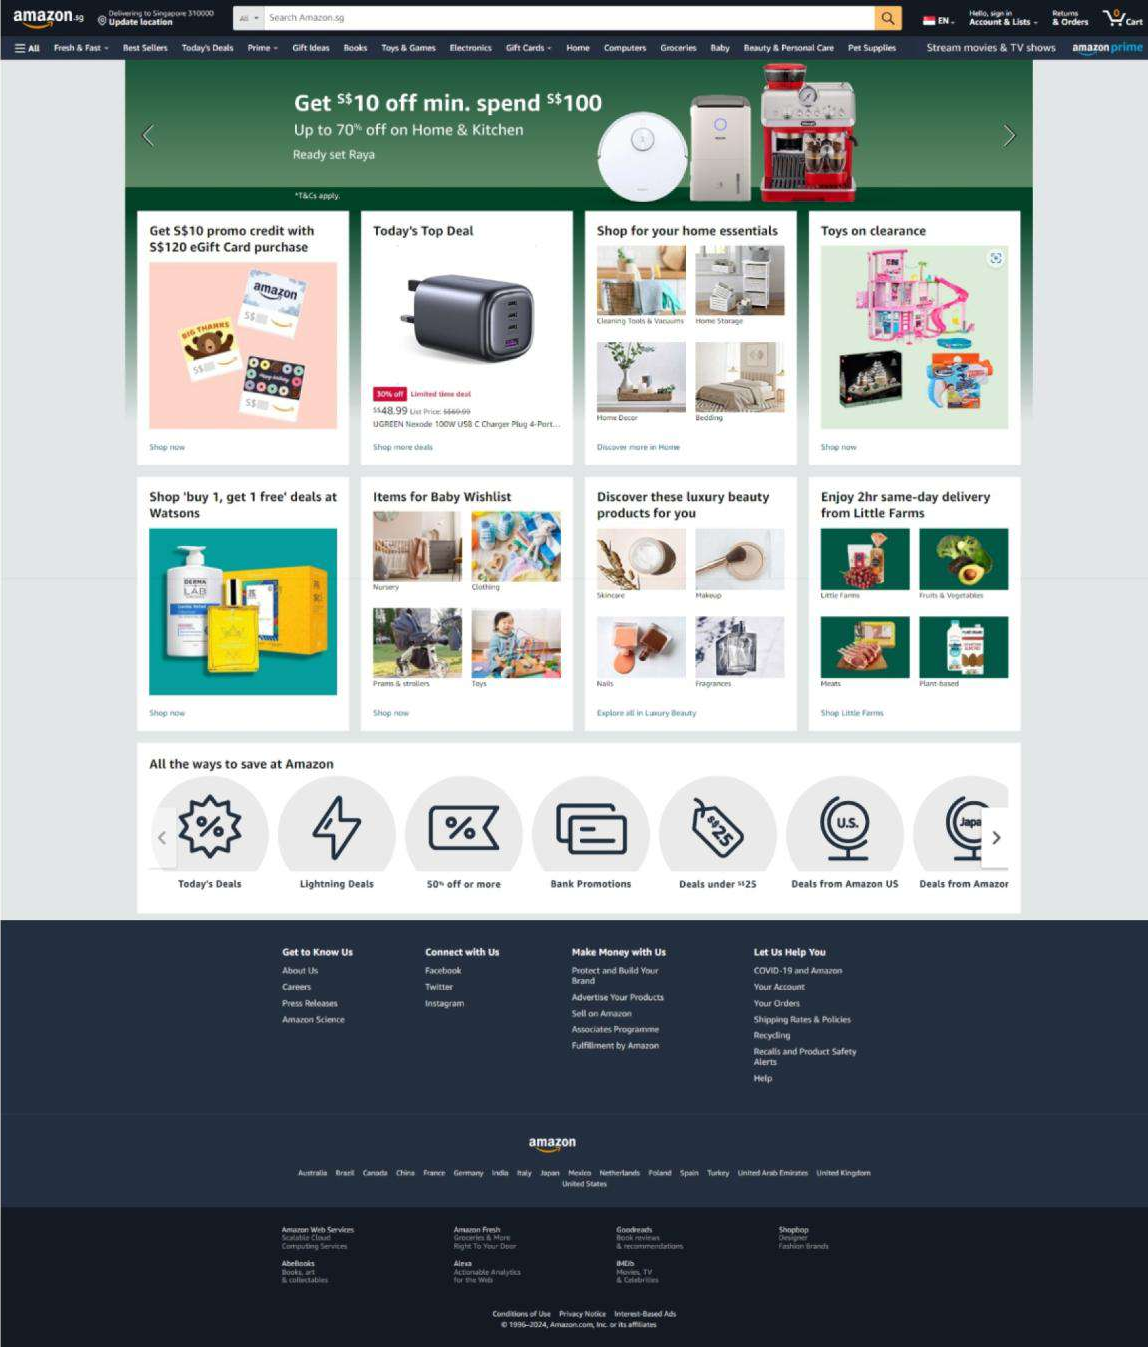 amazon.sg
Delivering to Singapore 310000
Update location
All
Search Amazon.sg
EN
Hello, sign in
Account & Lists
Returns
& Orders
0
Cart
All
Fresh & Fast
Best Sellers
Today's Deals
Prime
Gift Ideas
Books
Toys & Games
Electronics
Gift Cards
Home
Computers
Groceries
Baby
Beauty & Personal Care
Pet Supplies
Stream movies & TV shows
amazon prime
Get S$10 off min. spend S$100
Up to 70% off on Home & Kitchen
Ready set Raya
*T&Cs apply.
Get S$10 promo credit with
S$120 eGift Card purchase
amazon
S$
BIG THANKS
S$
Happy birthday
S$
Shop now
Today's Top Deal
30% off Limited time deal
S$48.99 List Price: S$69.99
UGREEN Nexode 100W USB C Charger Plug 4-Port...
Shop more deals
Shop for your home essentials
Cleaning Tools & Vacuums
Home Storage
Home Decor
Bedding
Discover more in Home
Toys on clearance
Shop now
Shop 'buy 1, get 1 free' deals at
Watsons
DERMA
LAB
Shop now
Items for Baby Wishlist
Nursery
Clothing
Prams & strollers
Toys
Shop now
Discover these luxury beauty
products for you
Skincare
Makeup
Nails
Fragrances
Explore all in Luxury Beauty
Enjoy 2hr same-day delivery
from Little Farms
Little Farms
Fruits & Vegetables
Meats
Plant-based
Shop Little Farms
All the ways to save at Amazon
%
%
S$25
U.S.
Japa
Today's Deals
Lightning Deals
50% off or more
Bank Promotions
Deals under S$25
Deals from Amazon US
Deals from Amazon
Get to Know Us
About Us
Careers
Press Releases
Amazon Science
Connect with Us
Facebook
Twitter
Instagram
Make Money with Us
Protect and Build Your
Brand
Advertise Your Products
Sell on Amazon
Associates Programme
Fulfillment by Amazon
Let Us Help You
COVID-19 and Amazon
Your Account
Your Orders
Shipping Rates & Policies
Recycling
Recalls and Product Safety
Alerts
Help
amazon
Australia Brazil Canada China France Germany India Italy Japan Mexico Netherlands Poland Spain Turkey United Arab Emirates United Kingdom
United States
Amazon Web Services
Scalable Cloud
Computing Services
Amazon Fresh
Groceries & More
Right To Your Door
Goodreads
Book reviews
& recommendations
Shopbop
Designer
Fashion Brands
AbeBooks
Books, art
& collectables
Alexa
Actionable Analytics
for the Web
IMDb
Movies, TV
& Celebrities
Conditions of Use Privacy Notice Interest-Based Ads
© 1996-2024, Amazon.com, Inc. or its affiliates